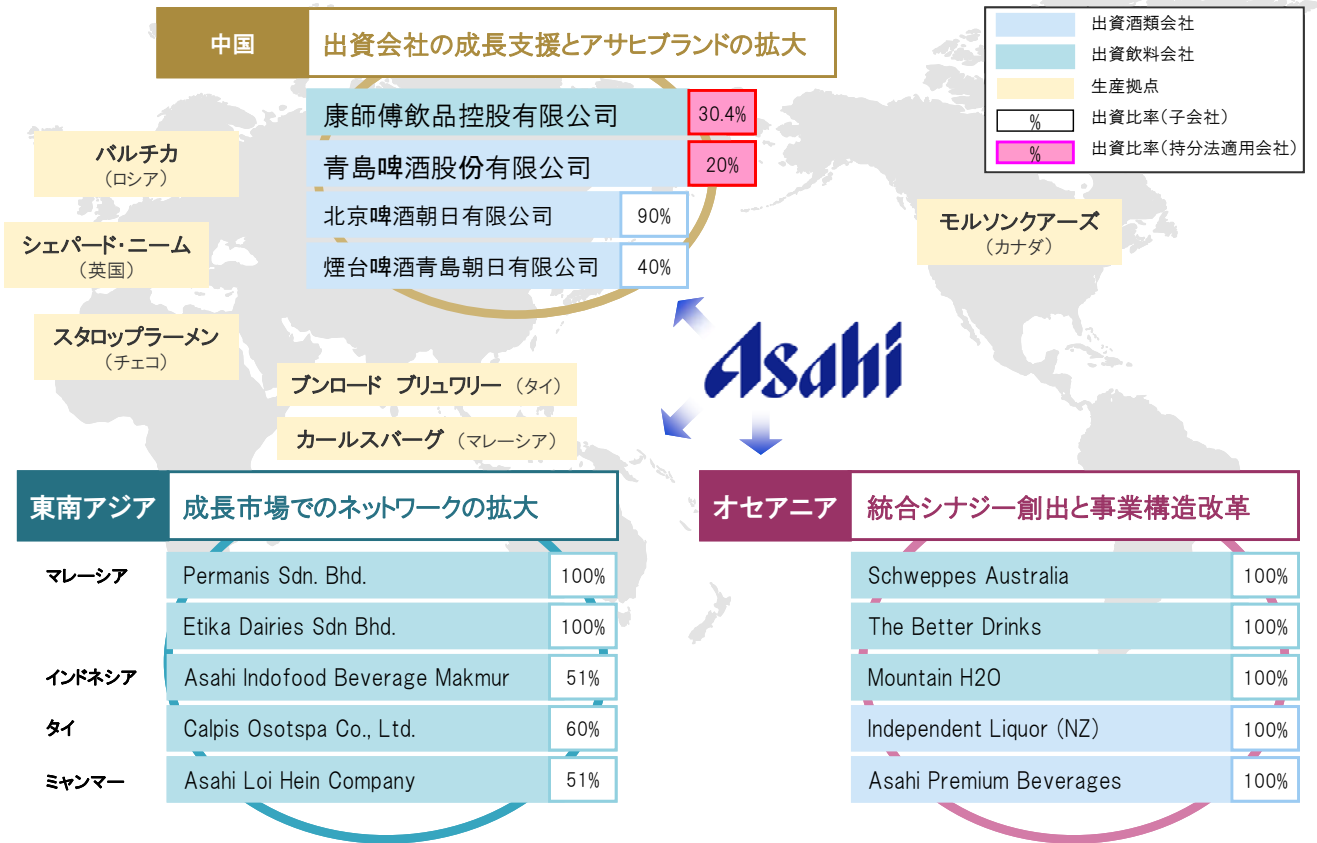 中国 出資会社の成長支援とアサヒブランドの拡大
康師傅飲品控股有限公司 30.4%
青島啤酒股份有限公司 20%
北京啤酒朝日有限公司 90%
煙台啤酒青島朝日有限公司 40%
出資酒類会社
出資飲料会社
生産拠点
% 出資比率(子会社)
% 出資比率(持分法適用会社)
バルチカ
(ロシア)
シェパード・ニーム
(英国)
スタロップラーメン
(チェコ)
ブンロード ブリュワリー (タイ)
カールスバーグ (マレーシア)
モルソンクアーズ
(カナダ)
Asahi
東南アジア 成長市場でのネットワークの拡大
マレーシア Permanis Sdn. Bhd. 100%
Etika Dairies Sdn Bhd. 100%
インドネシア Asahi Indofood Beverage Makmur 51%
タイ Calpis Osotspa Co., Ltd. 60%
ミャンマー Asahi Loi Hein Company 51%
オセアニア 統合シナジー創出と事業構造改革
Schweppes Australia 100%
The Better Drinks 100%
Mountain H2O 100%
Independent Liquor (NZ) 100%
Asahi Premium Beverages 100%